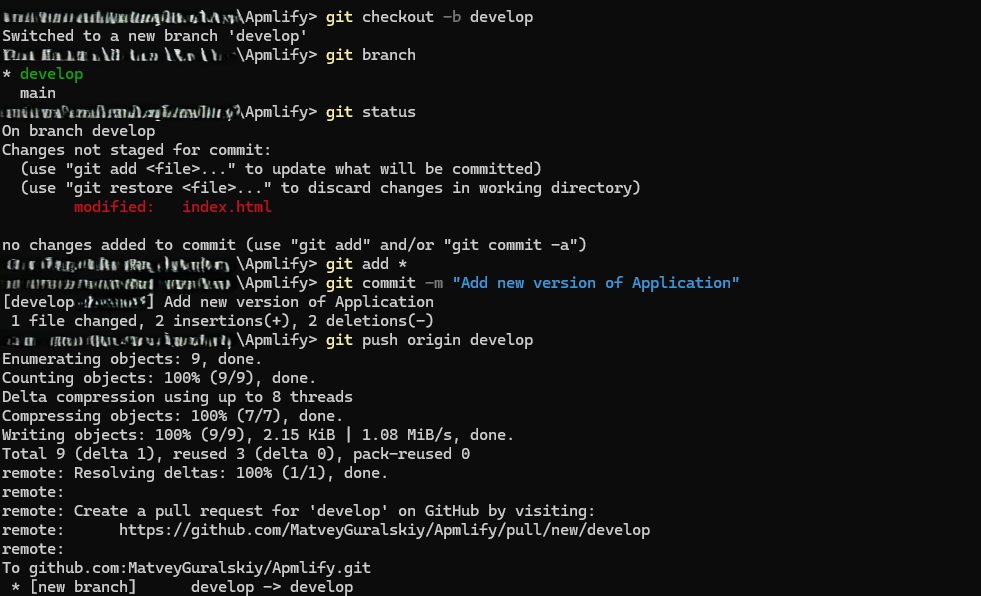 \Apmlify> git checkout -b develop
Switched to a new branch 'develop'
\Apmlify> git branch
* develop
  main
\Apmlify> git status
On branch develop
Changes not staged for commit:
  (use "git add <file>..." to update what will be committed)
  (use "git restore <file>..." to discard changes in working directory)
        modified:   index.html
no changes added to commit (use "git add" and/or "git commit -a")
\Apmlify> git add *
\Apmlify> git commit -m "Add new version of Application"
[develop ] Add new version of Application
 1 file changed, 2 insertions(+), 2 deletions(-)
\Apmlify> git push origin develop
Enumerating objects: 9, done.
Counting objects: 100% (9/9), done.
Delta compression using up to 8 threads
Compressing objects: 100% (7/7), done.
Writing objects: 100% (9/9), 2.15 KiB | 1.08 MiB/s, done.
Total 9 (delta 1), reused 3 (delta 0), pack-reused 0
remote: Resolving deltas: 100% (1/1), done.
remote:
remote: Create a pull request for 'develop' on GitHub by visiting:
remote:      https://github.com/MatveyGuralskiy/Apmlify/pull/new/develop
remote:
To github.com:MatveyGuralskiy/Apmlify.git
 * [new branch]      develop -> develop